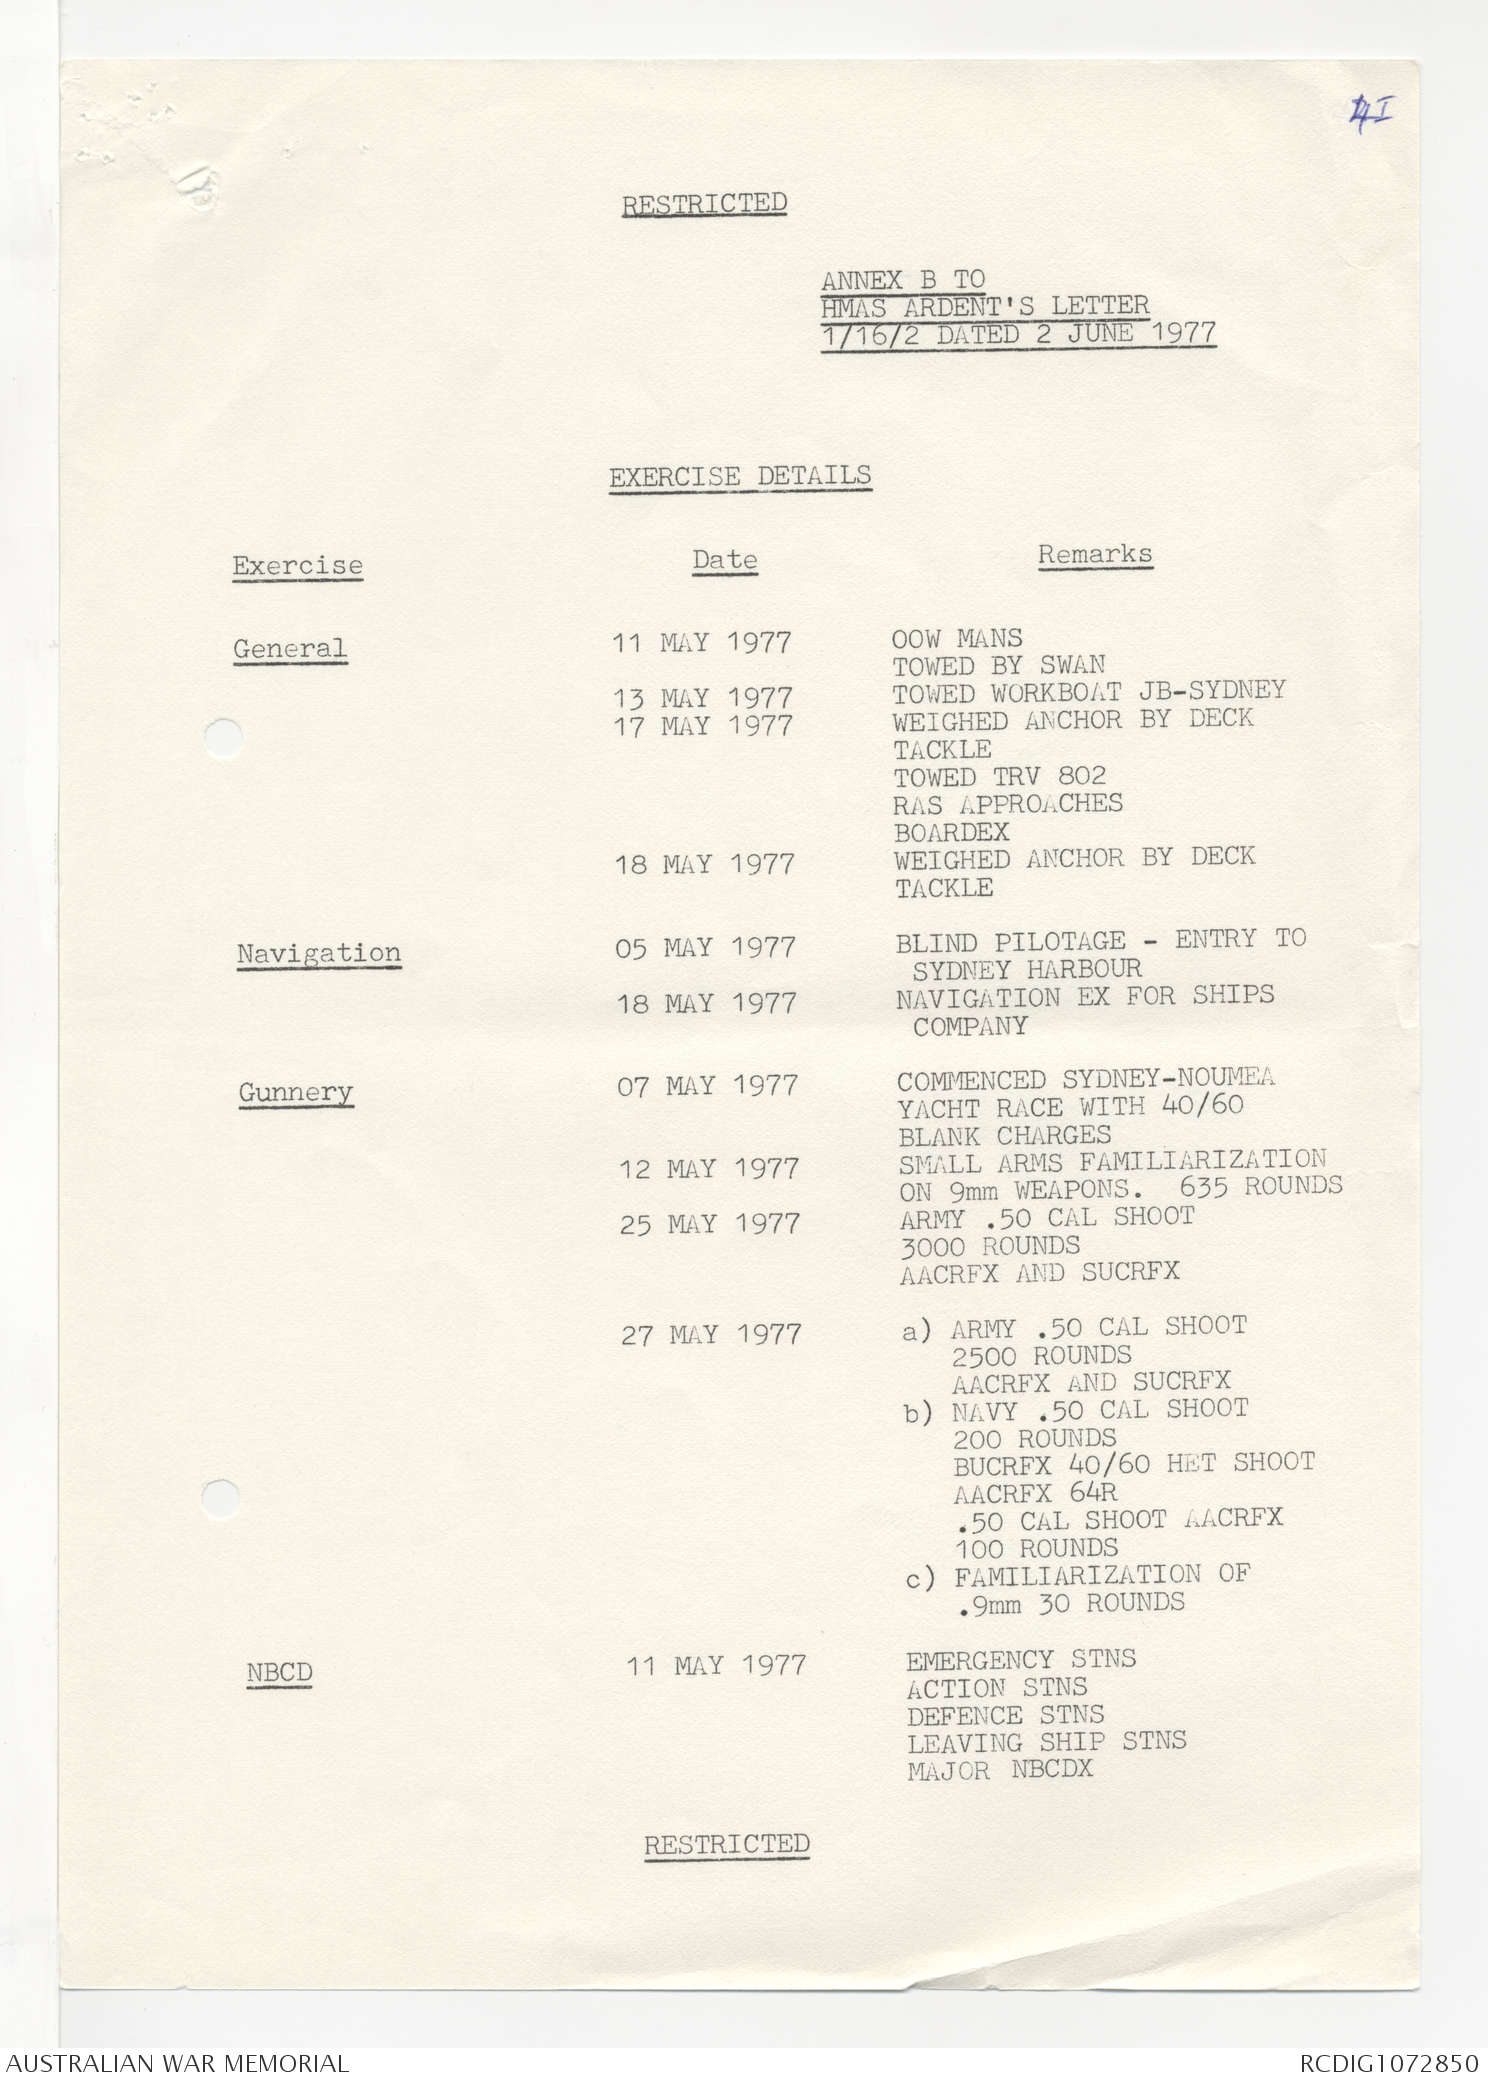 RESTRICTED
ANNEX B TO
HMAS ARDENT'S LETTER
1/16/2 DATED 2 JUNE 1977
EXERCISE DETAILS
Exercise Date Remarks
General 11 MAY 1977 OOW MANS
TOWED BY SWAN
13 MAY 1977 TOWED WORKBOAT JB-SYDNEY
17 MAY 1977 WEIGHED ANCHOR BY DECK
TACKLE
TOWED TRV 802
RAS APPROACHES
BOARDEX
18 MAY 1977 WEIGHED ANCHOR BY DECK
TACKLE
Navigation 05 MAY 1977 BLIND PILOTAGE - ENTRY TO
SYDNEY HARBOUR
18 MAY 1977 NAVIGATION EX FOR SHIPS
COMPANY
Gunnery 07 MAY 1977 COMMENCED SYDNEY-NOUMEA
YACHT RACE WITH 40/60
BLANK CHARGES
12 MAY 1977 SMALL ARMS FAMILIARIZATION
ON 9mm WEAPONS. 635 ROUNDS
25 MAY 1977 ARMY .50 CAL SHOOT
3000 ROUNDS
AACRFX AND SUCRFX
27 MAY 1977 a) ARMY .50 CAL SHOOT
2500 ROUNDS
AACRFX AND SUCRFX
b) NAVY .50 CAL SHOOT
200 ROUNDS
BUCRFX 40/60 HET SHOOT
AACRFX 64R
.50 CAL SHOOT AACRFX
100 ROUNDS
c) FAMILIARIZATION OF
.9mm 30 ROUNDS
NBCD 11 MAY 1977 EMERGENCY STNS
ACTION STNS
DEFENCE STNS
LEAVING SHIP STNS
MAJOR NBCDX
RESTRICTED
AUSTRALIAN WAR MEMORIAL RCDIG1072850